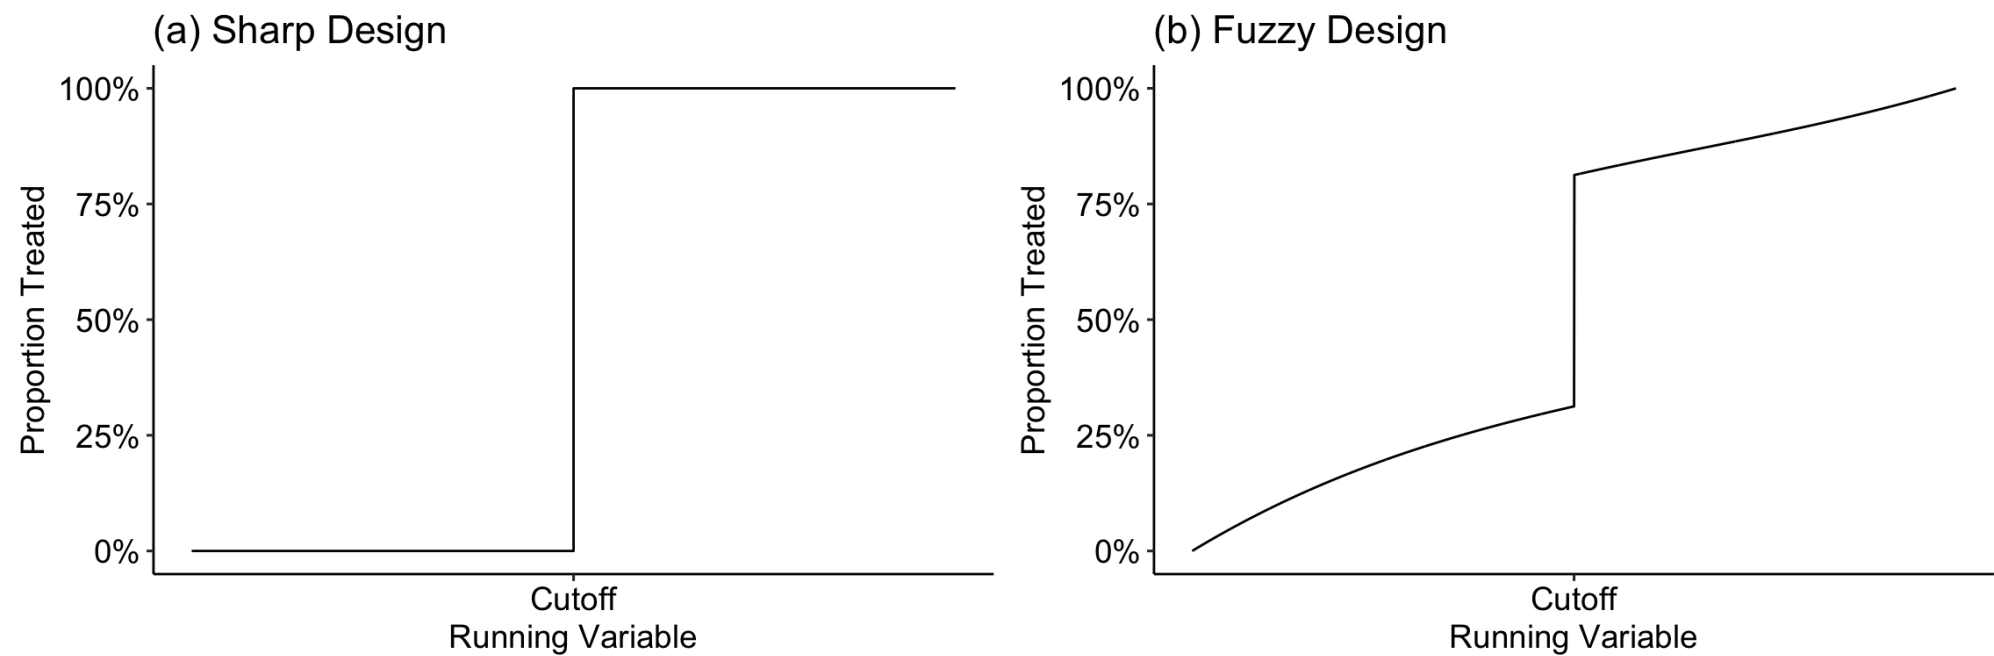 (a) Sharp Design
100%
75%
50%
25%
0%
Proportion Treated
Cutoff
Running Variable
(b) Fuzzy Design
100%
75%
50%
25%
0%
Proportion Treated
Cutoff
Running Variable